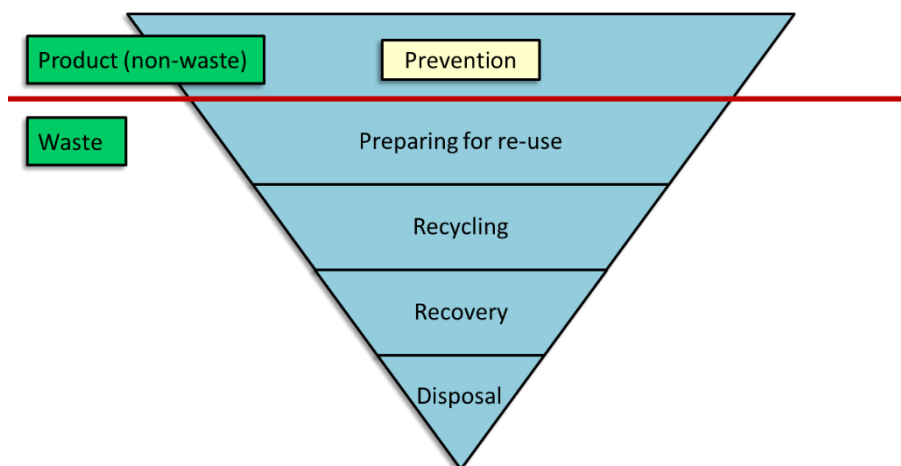 Product (non-waste)
Prevention
Waste
Preparing for re-use
Recycling
Recovery
Disposal